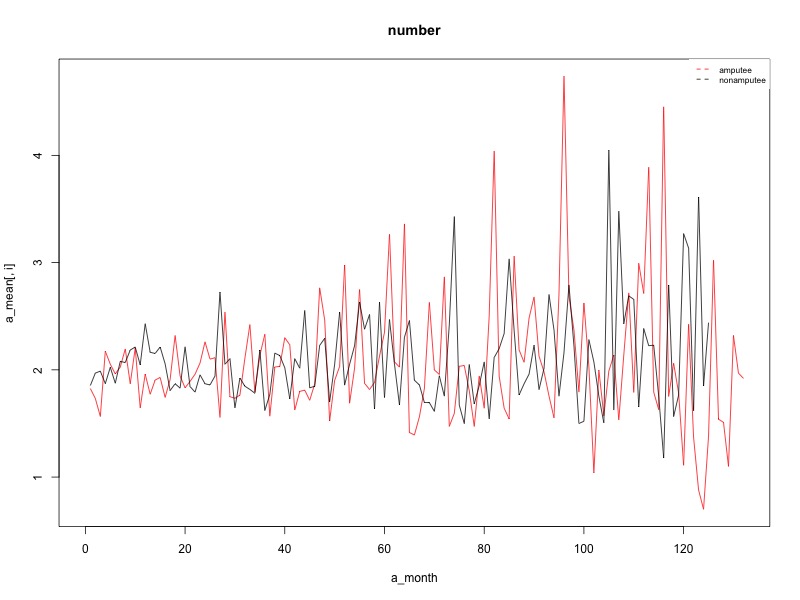 number
amputee
nonamputee
a_mean[, i]
4
3
2
1
0 20 40 60 80 100 120
a_month